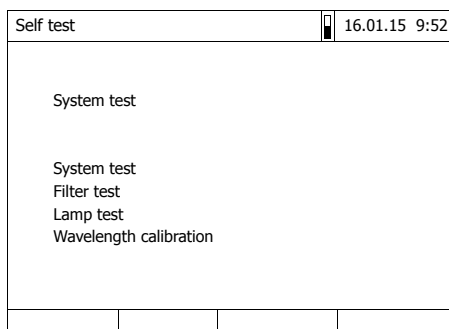 Self test
16.01.15 9:52
System test
System test
Filter test
Lamp test
Wavelength calibration